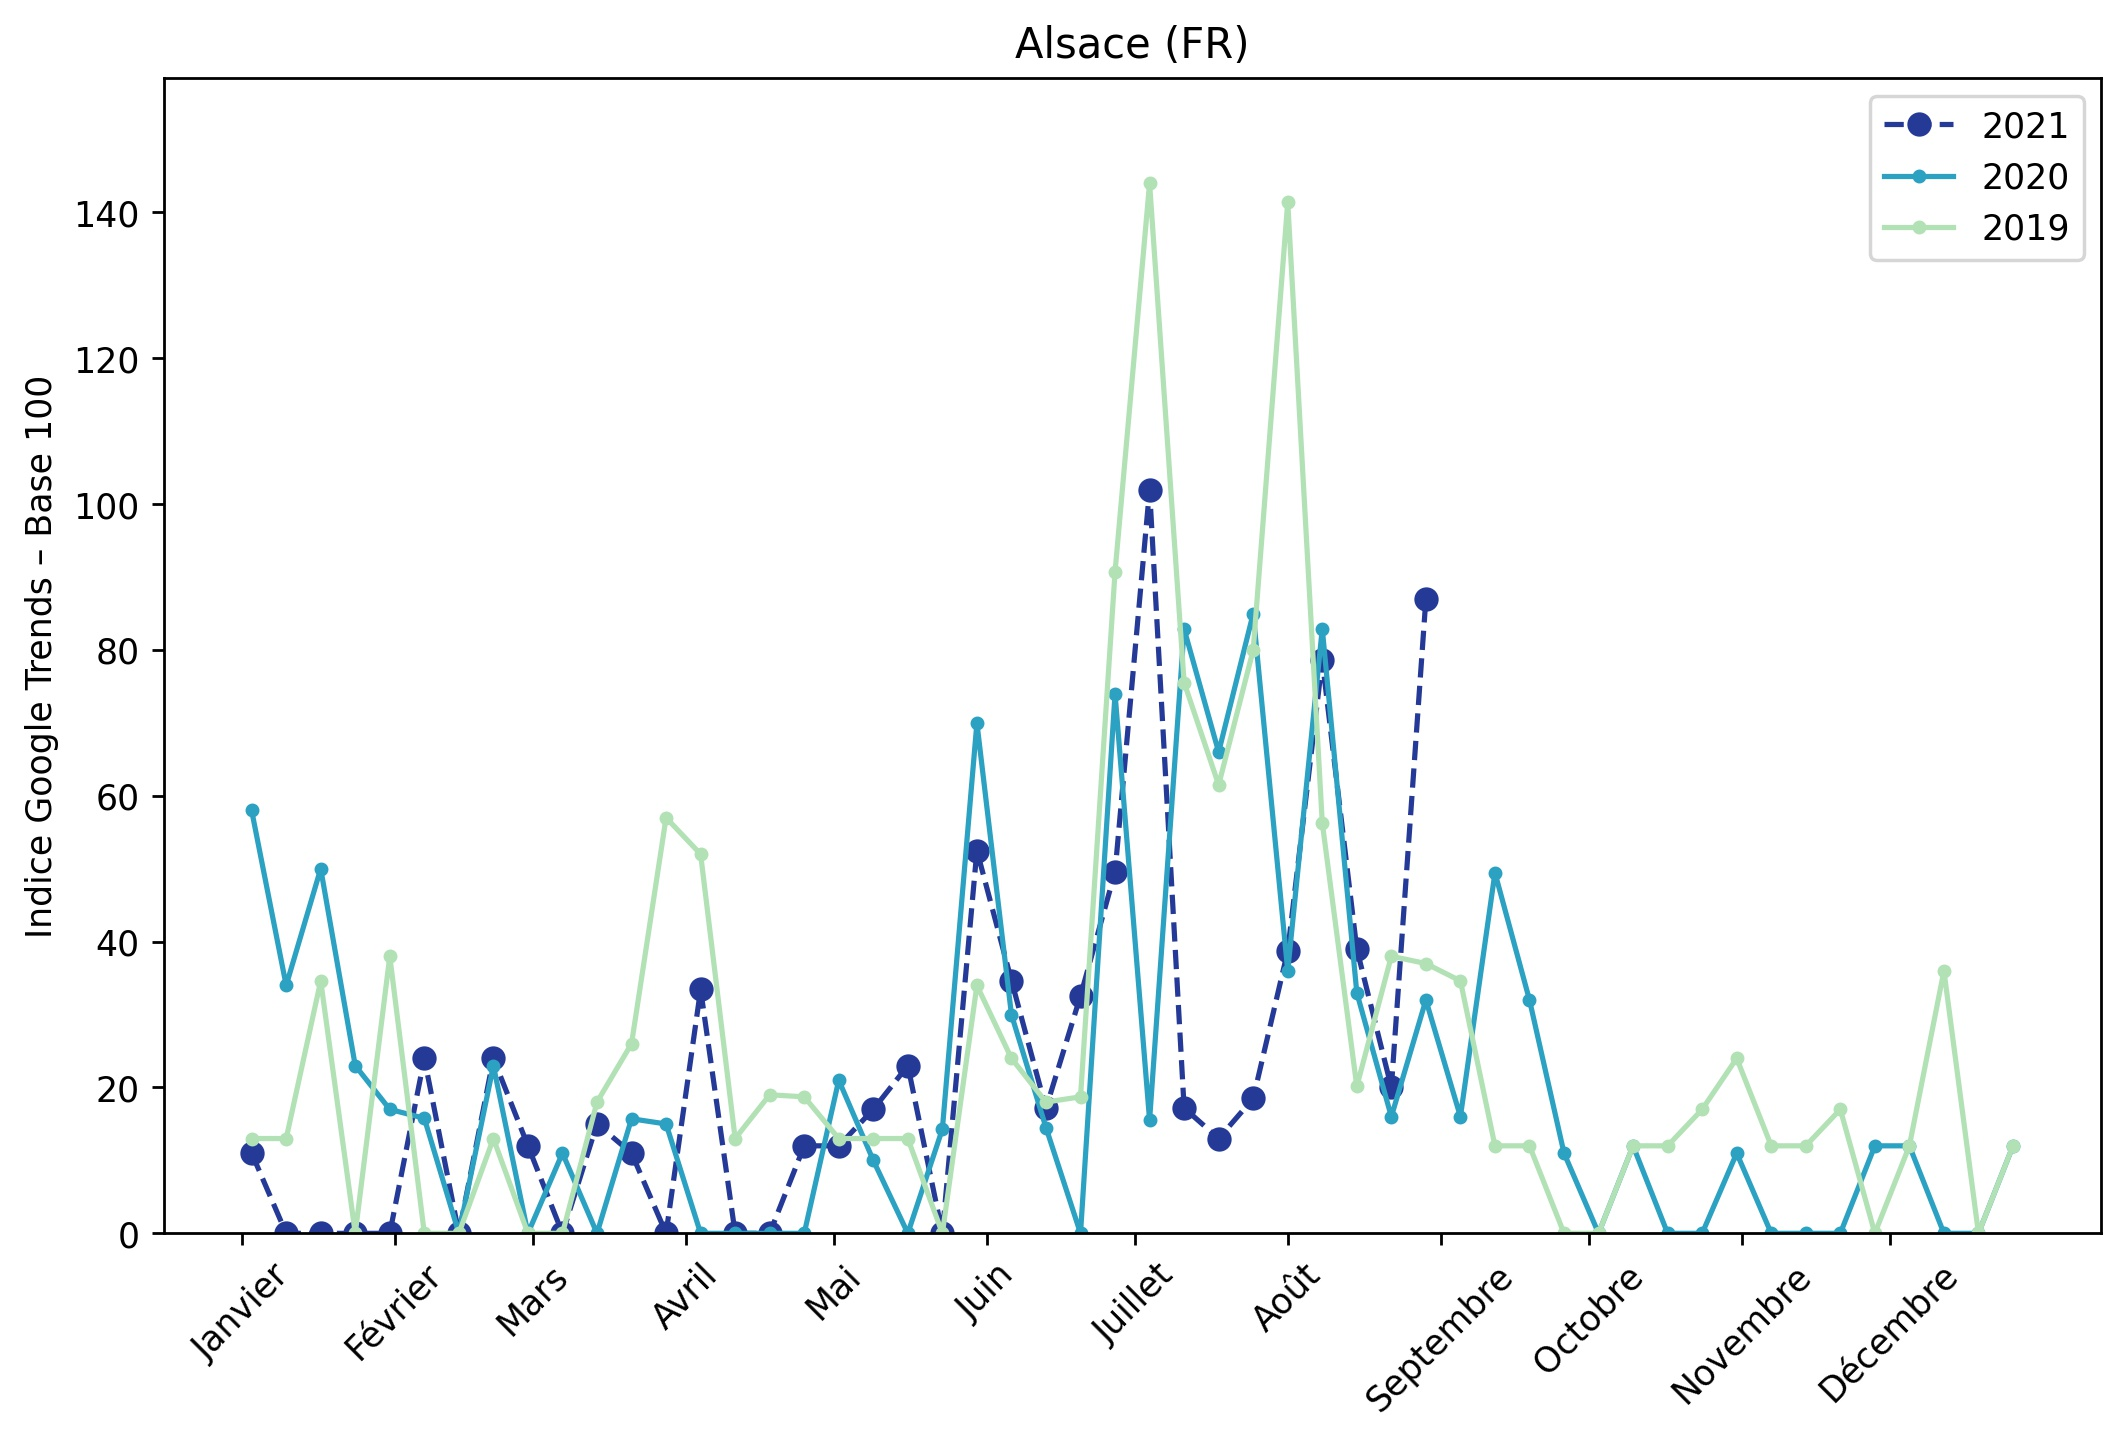 Alsace (FR)
2021
2020
2019
Indice Google Trends – Base 100
140
120
100
80
60
40
20
0
Janvier
Février
Mars
Avril
Mai
Juin
Juillet
Août
Septembre
Octobre
Novembre
Décembre